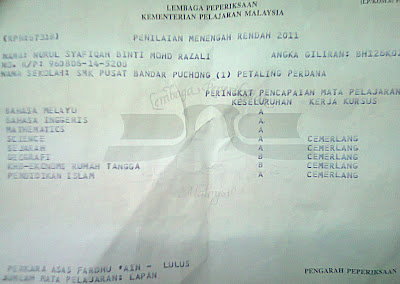 LEMBAGA PEPERIKSAAN
KEMENTERIAN PELAJARAN MALAYSIA
PENILAIAN MENENGAH RENDAH 2011
NAMA: NURUL SYAFIQAH BINTI MOHD RAZALI ANGKA GILIRAN:
NO. K/P:
NAMA SEKOLAH: SMK PUSAT BANDAR PUCHONG (1) PETALING PERDANA
PERINGKAT PENCAPAIAN MATA PELAJARAN
KESELURUHAN KERJA KURSUS
BAHASA MELAYU A
BAHASA INGGERIS A
MATHEMATICS A
SCIENCE A CEMERLANG
SEJARAH A CEMERLANG
GEOGRAFI B CEMERLANG
KHB-EKONOMI RUMAH TANGGA B CEMERLANG
PENDIDIKAN ISLAM A CEMERLANG
PERKARA ASAS FARDHU 'AIN - LULUS
JUMLAH MATA PELAJARAN: LAPAN
PENGARAH PEPERIKSAAN